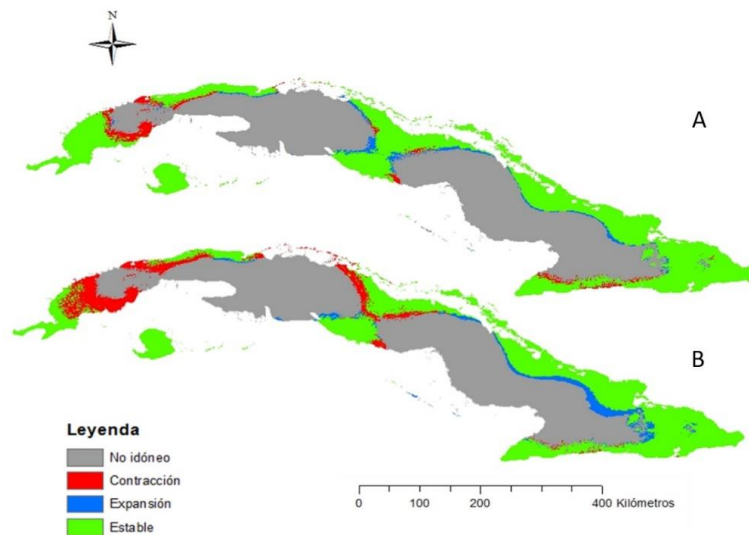 N
A
B
Leyenda
No idóneo
Contracción
Expansión
Estable
0 100 200 400 Kilómetros